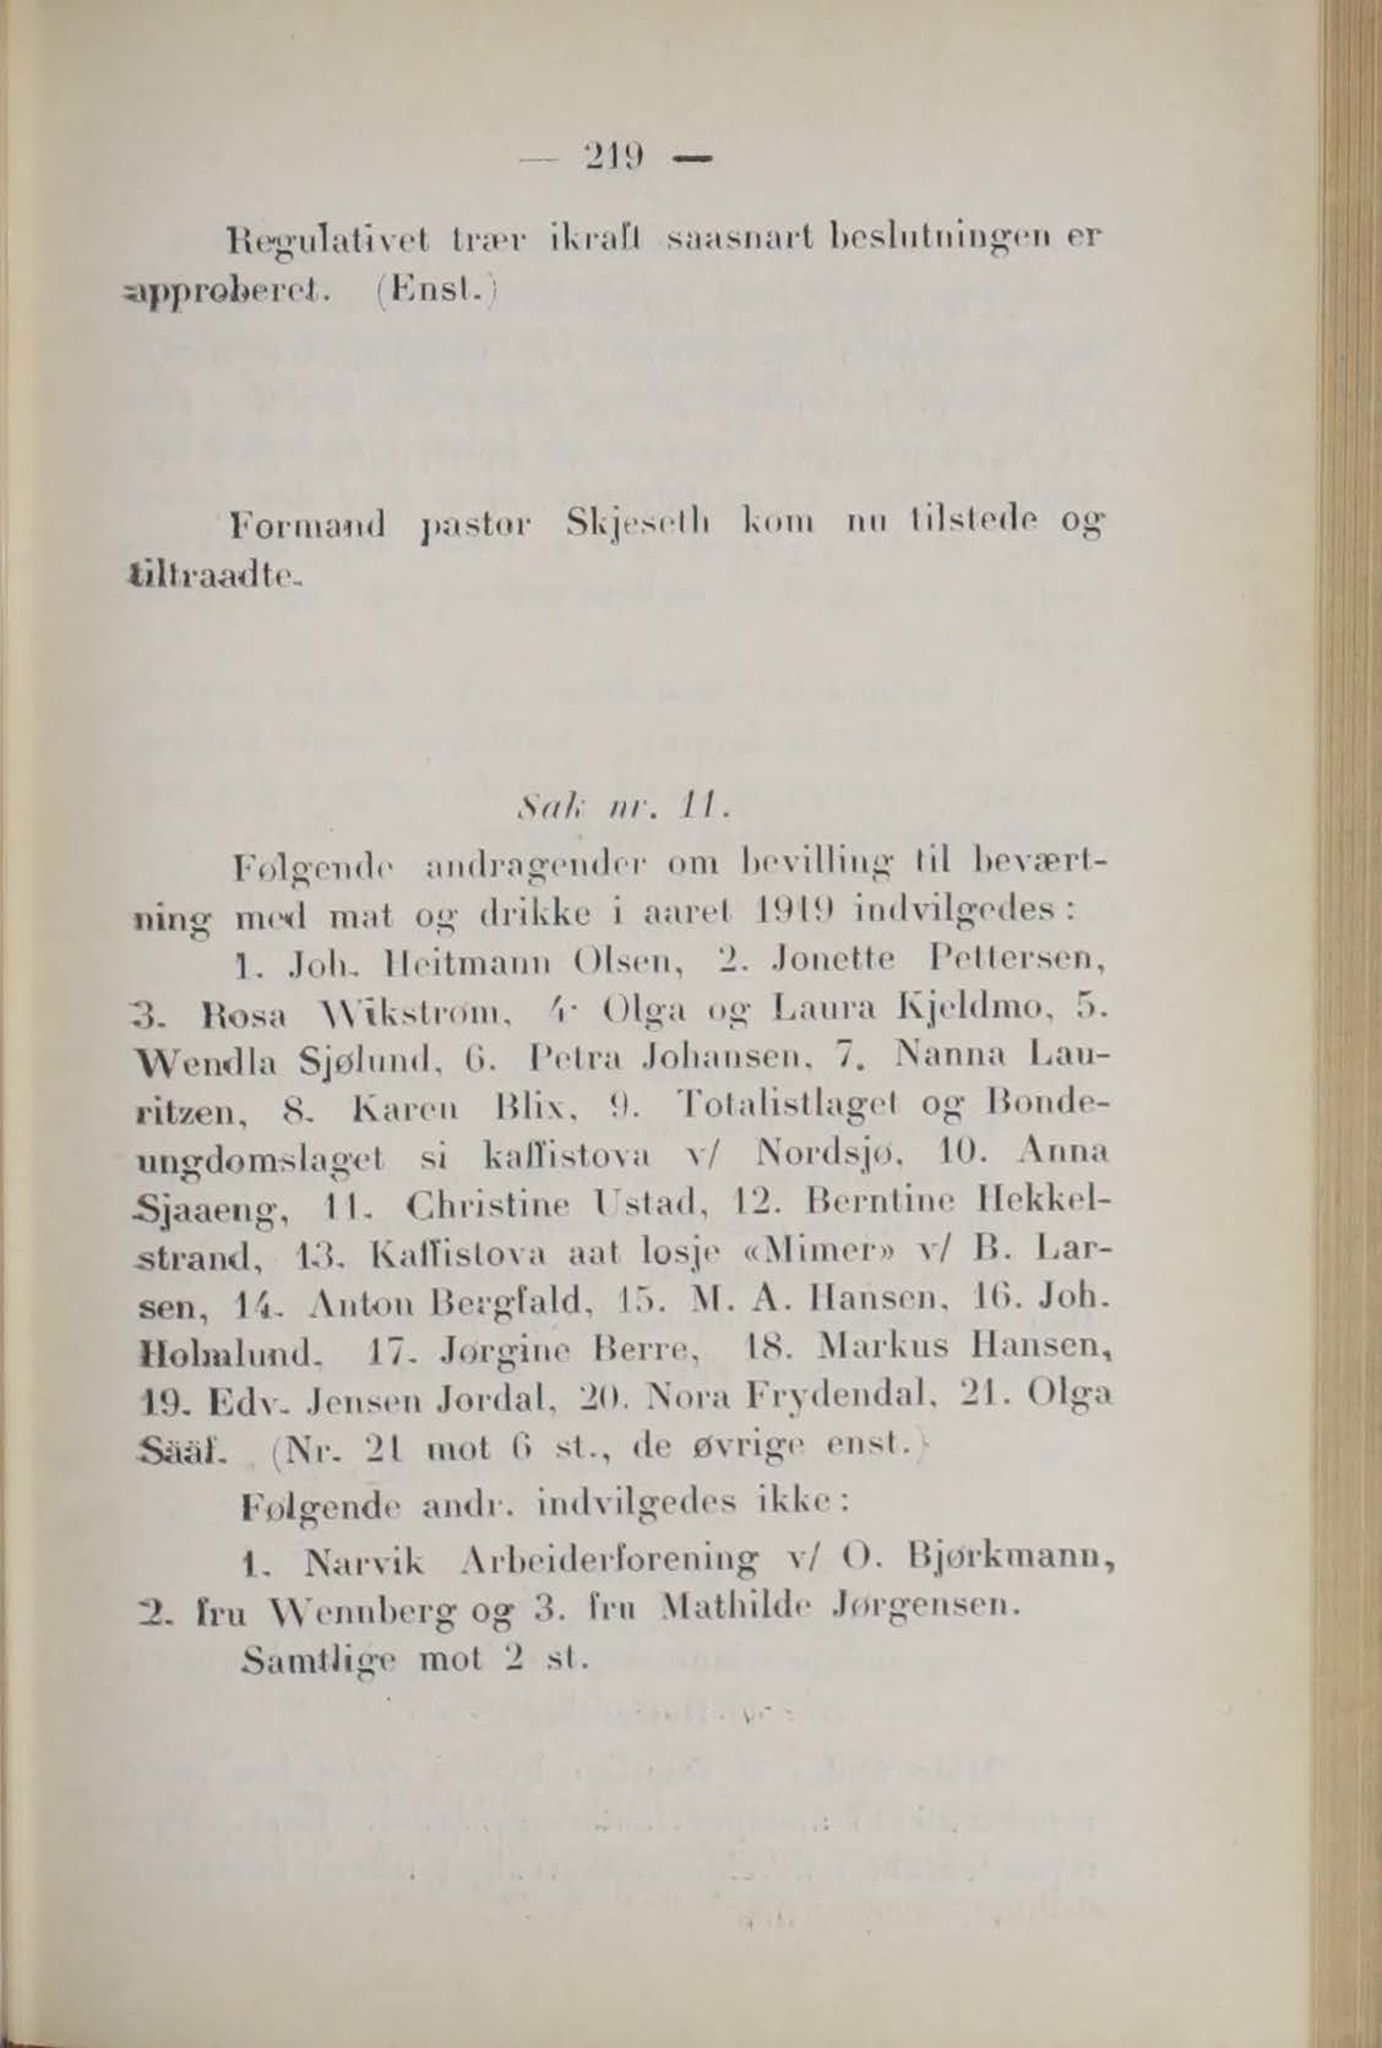 — 219 —
Regulativet trær ikraft saasnart beslutningen er
approberet. (Enst.)
Formand pastor Skjeseth kom nu tilstede og
tiltraadte.
Sak nr. 11.
Følgende andragender om bevilling til bevært-
ning med mat og drikke i aaret 1919 indvilgedes:
1. Joh. Heitmann Olsen, 2. Jonette Pettersen,
3. Rosa Wikstrøm, 4. Olga og Laura Kjeldmo, 5.
Wendla Sjølund, 6. Petra Johansen, 7. Nanna Lau-
ritzen, 8. Karen Blix, 9. Totalistlaget og Bonde-
ungdomslaget si kaffistova v/ Nordsjø, 10. Anna
Sjaaeng, 11. Christine Ustad, 12. Berntine Hekkel-
strand, 13. Kaffistova aat losje «Mimer» v/ B. Lar-
sen, 14. Anton Bergfald, 15. M. A. Hansen, 16. Joh.
Holmlund, 17. Jørgine Berre, 18. Markus Hansen,
19. Edv. Jensen Jordal, 20. Nora Frydendal, 21. Olga
Sääf. (Nr. 21 mot 6 st., de øvrige enst.)
Følgende andr. indvilgedes ikke:
1. Narvik Arbeiderforening v/ O. Bjørkmann,
2. fru Wennberg og 3. fru Mathilde Jørgensen.
Samtlige mot 2 st.